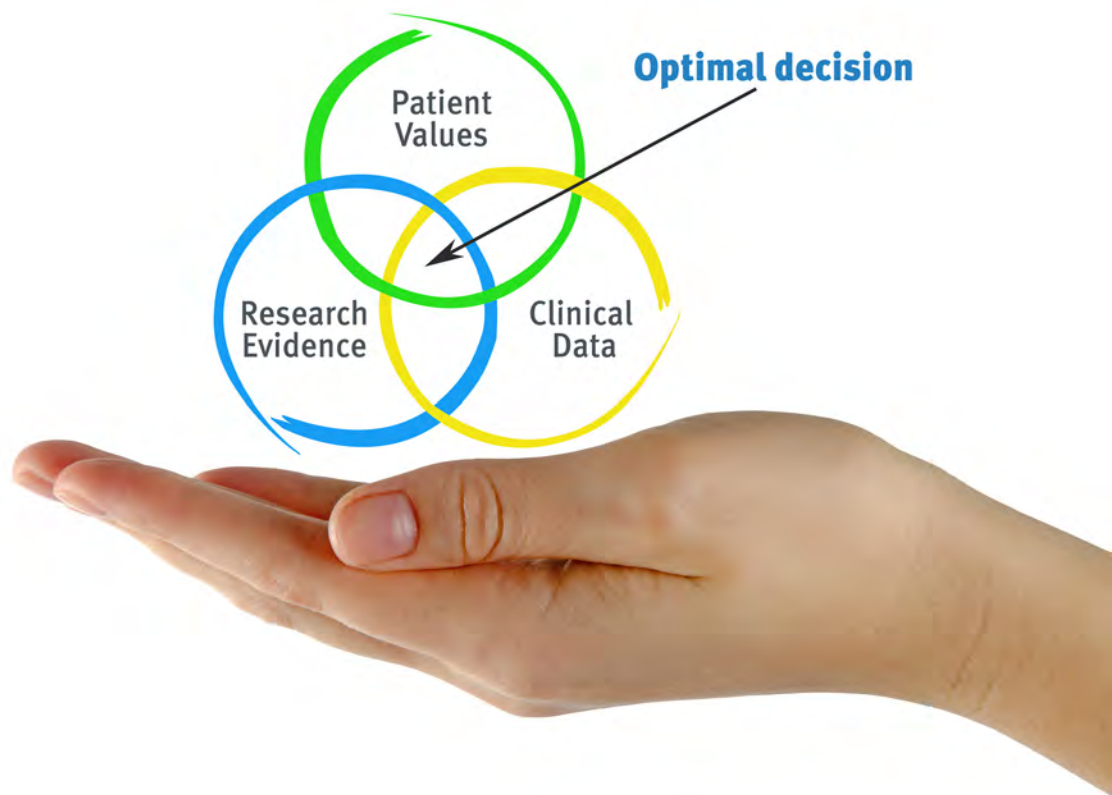 Optimal decision
Patient
Values
Research
Evidence
Clinical
Data